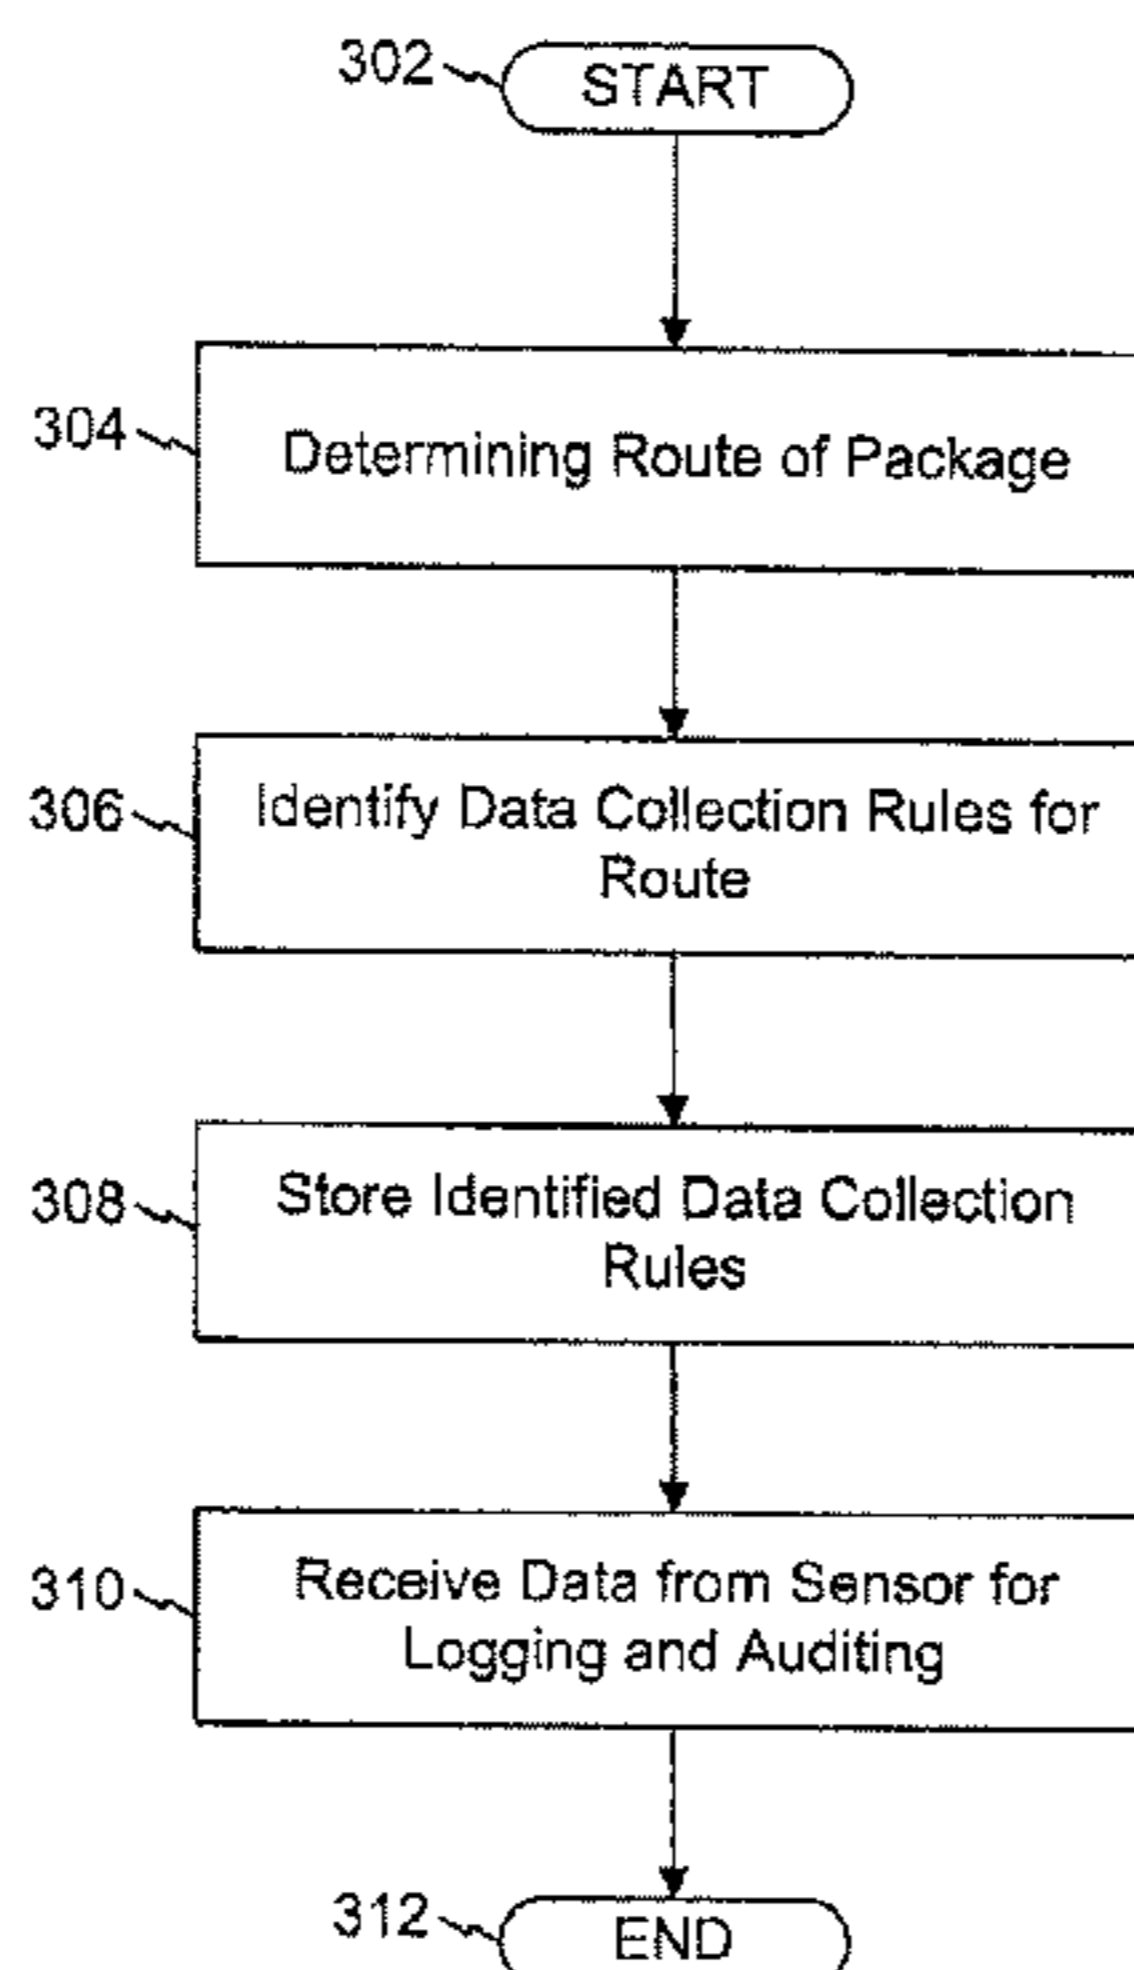 302
START
304
Determining Route of Package
306
Identify Data Collection Rules for
Route
308
Store Identified Data Collection
Rules
310
Receive Data from Sensor for
Logging and Auditing
312
END